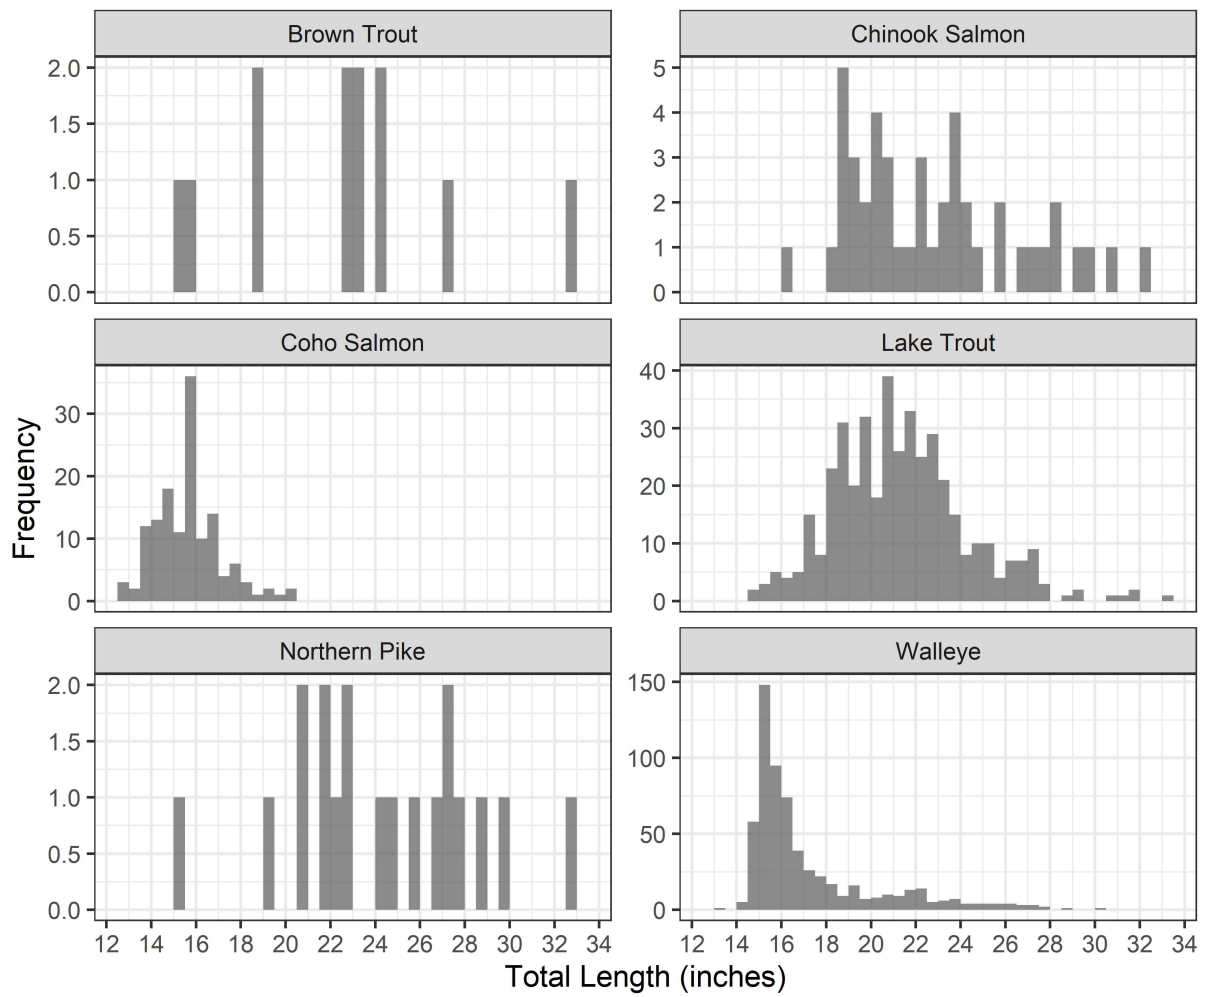 Brown Trout
Chinook Salmon
2.0
1.5
1.0
0.5
0.0
5
4
3
2
1
0
Coho Salmon
Lake Trout
30
20
10
0
40
30
20
10
0
Northern Pike
Walleye
2.0
1.5
1.0
0.5
0.0
150
100
50
0
12 14 16 18 20 22 24 26 28 30 32 34
12 14 16 18 20 22 24 26 28 30 32 34
Frequency
Total Length (inches)